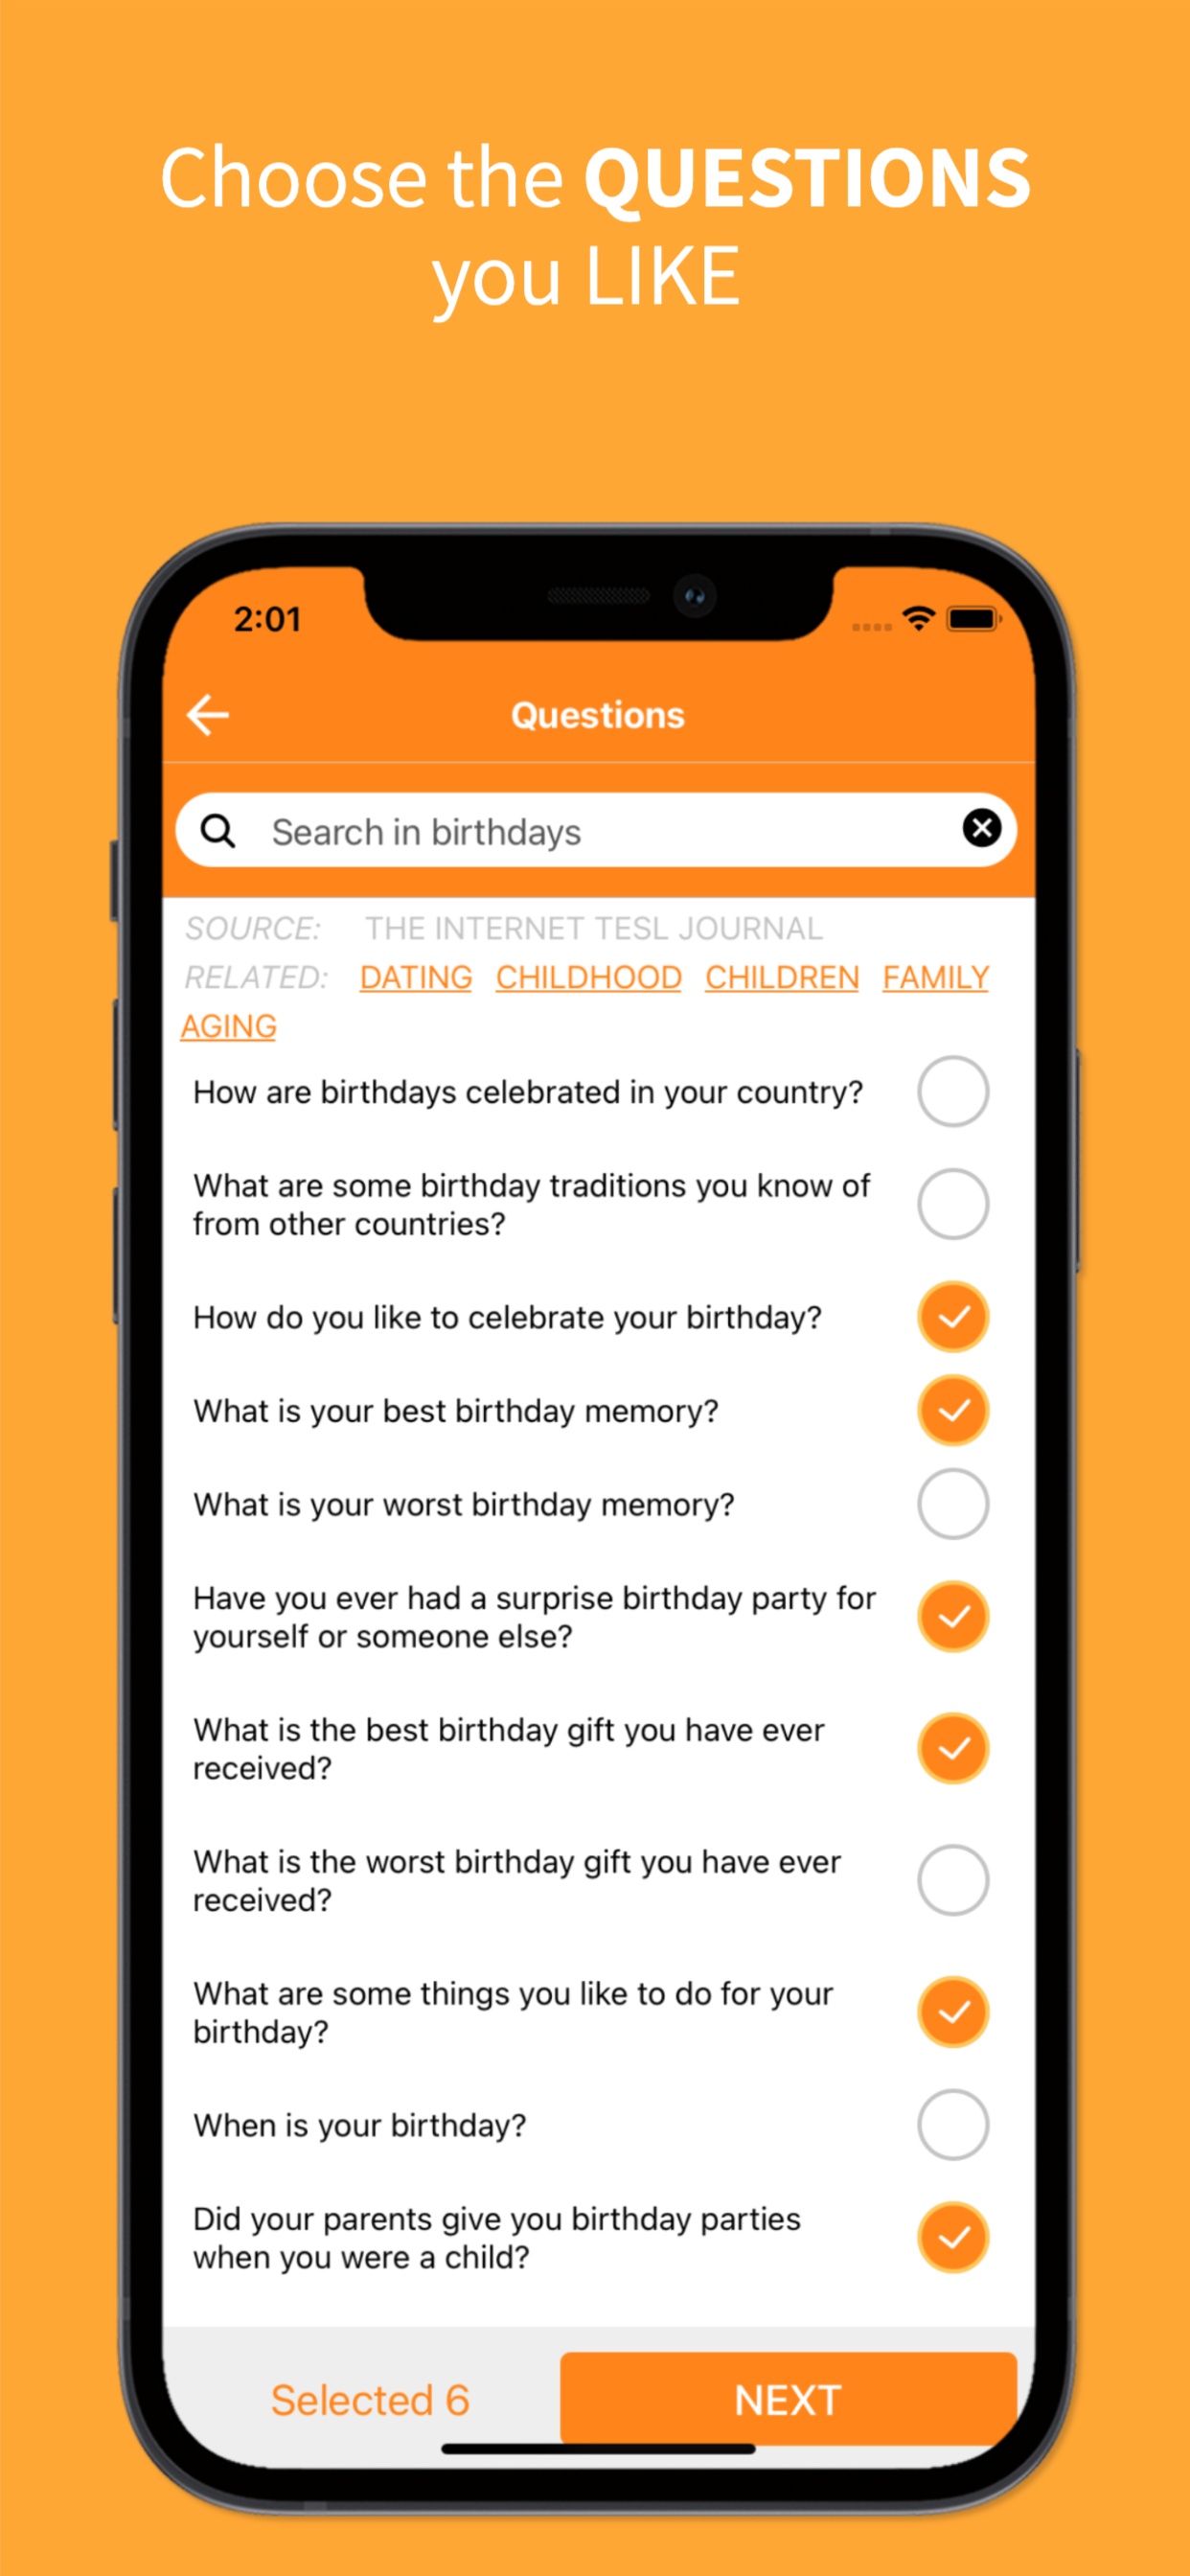 Choose the QUESTIONS
you LIKE
2:01
Questions
Search in birthdays
SOURCE: THE INTERNET TESL JOURNAL
RELATED: DATING CHILDHOOD CHILDREN FAMILY
AGING
How are birthdays celebrated in your country?
What are some birthday traditions you know of
from other countries?
How do you like to celebrate your birthday?
What is your best birthday memory?
What is your worst birthday memory?
Have you ever had a surprise birthday party for
yourself or someone else?
What is the best birthday gift you have ever
received?
What is the worst birthday gift you have ever
received?
What are some things you like to do for your
birthday?
When is your birthday?
Did your parents give you birthday parties
when you were a child?
Selected 6
NEXT